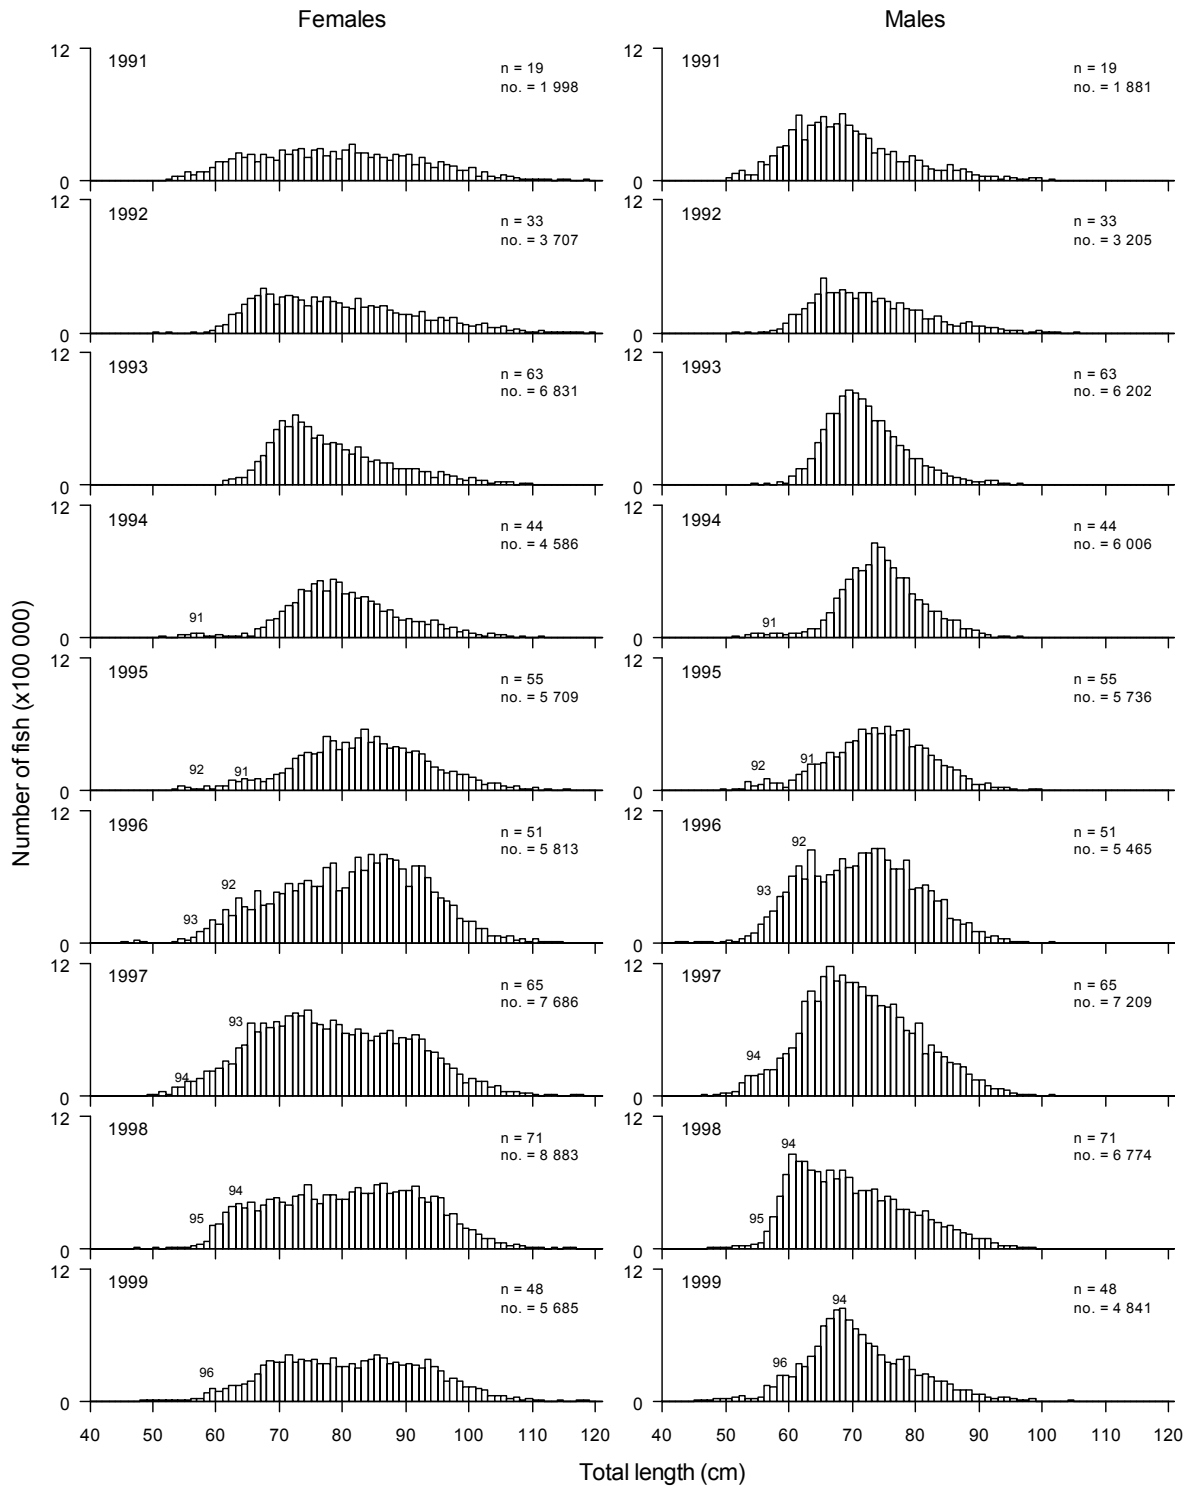 Females Males
12 1991 n = 19 no. = 1 998 0
12 1991 n = 19 no. = 1 881 0
12 1992 n = 33 no. = 3 707 0
12 1992 n = 33 no. = 3 205 0
12 1993 n = 63 no. = 6 831 0
12 1993 n = 63 no. = 6 202 0
12 1994 n = 44 no. = 4 586 91 0
12 1994 n = 44 no. = 6 006 91 0
12 1995 n = 55 no. = 5 709 92 91 0
12 1995 n = 55 no. = 5 736 92 91 0
12 1996 n = 51 no. = 5 813 92 93 0
12 1996 n = 51 no. = 5 465 92 93 0
12 1997 n = 65 no. = 7 686 93 94 0
12 1997 n = 65 no. = 7 209 94 0
12 1998 n = 71 no. = 8 883 94 95 0
12 1998 n = 71 no. = 6 774 94 95 0
12 1999 n = 48 no. = 5 685 96 0
12 1999 n = 48 no. = 4 841 94 96 0
40 50 60 70 80 90 100 110 120
40 50 60 70 80 90 100 110 120
Total length (cm)
Number of fish (x100 000)